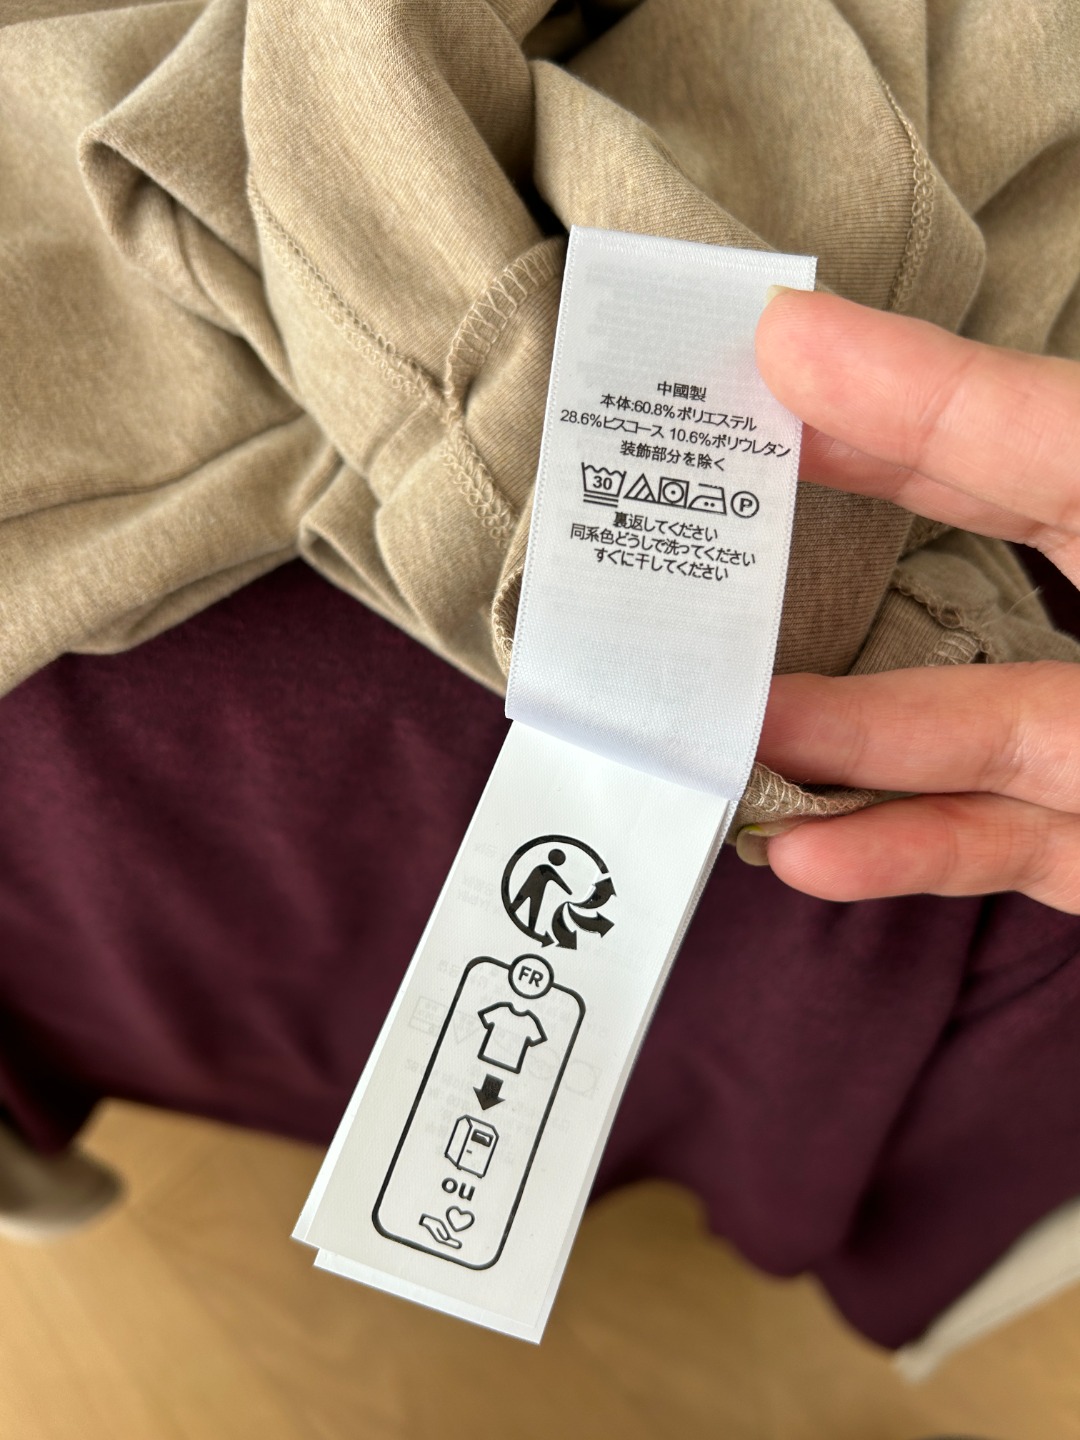 中國製
本体:60.8%ポリエステル
28.6%ビスコース 10.6%ポリウレタン
装飾部分を除く
30
P
裏返してください
同系色どうしで洗ってください
すぐに干してください
FR
ou